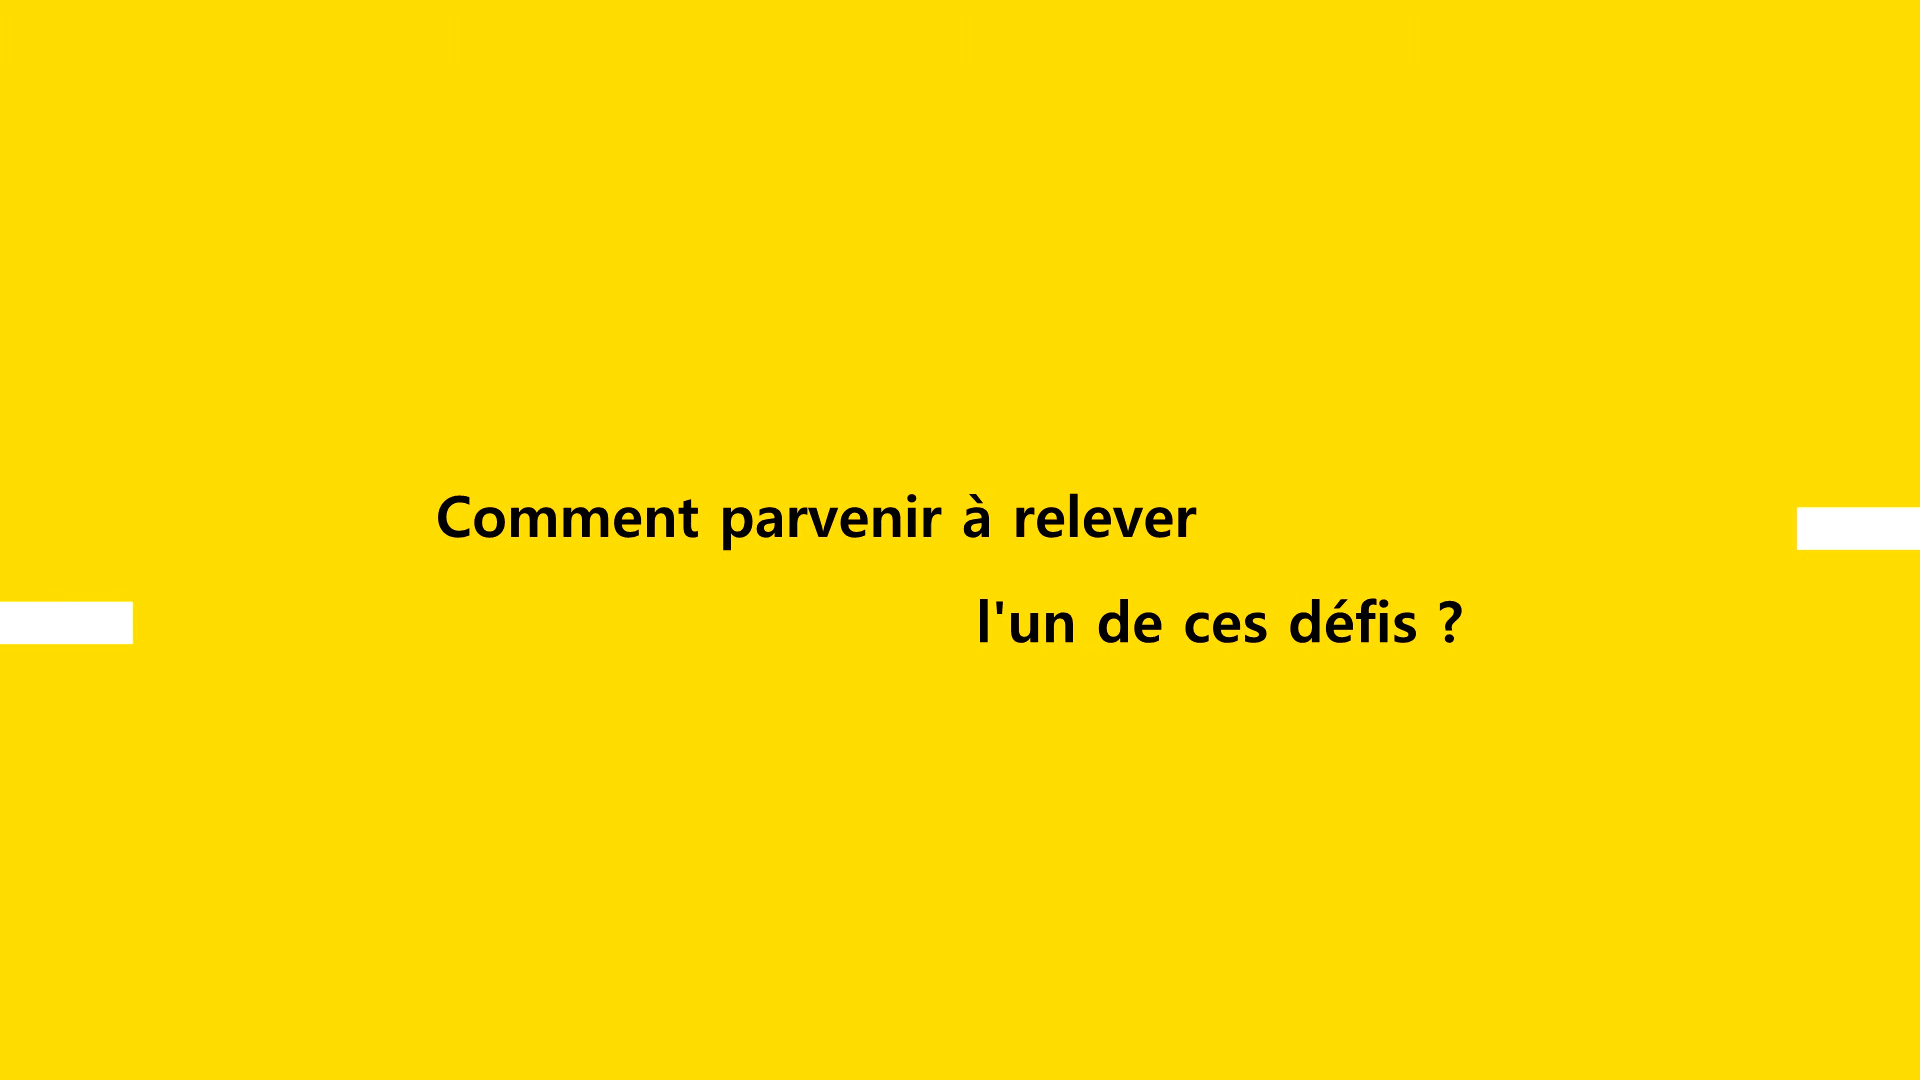 Comment parvenir à relever
l'un de ces défis ?